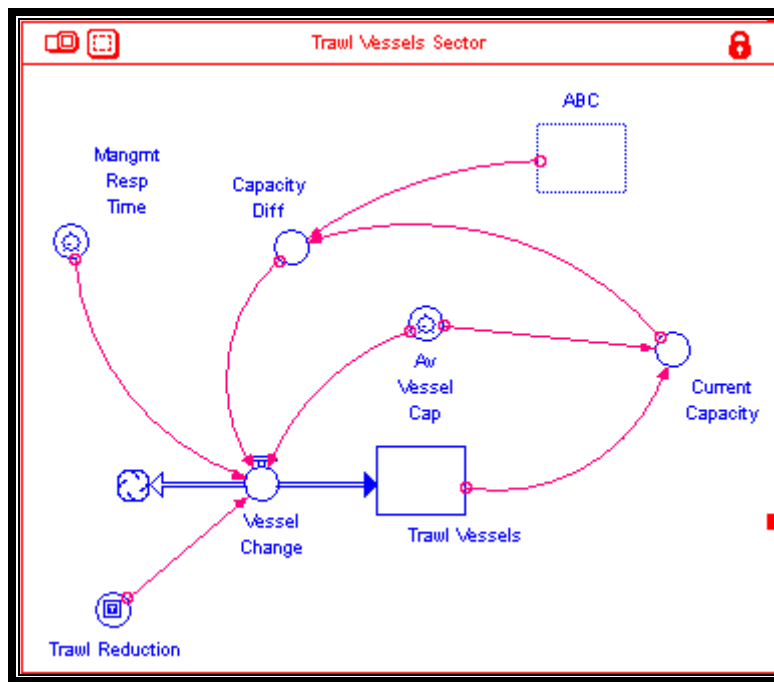 Trawl Vessels Sector
ABC
Mangmt
Resp
Time
Capacity
Diff
Av
Vessel
Cap
Current
Capacity
Vessel
Change
Trawl Vessels
T
Trawl Reduction